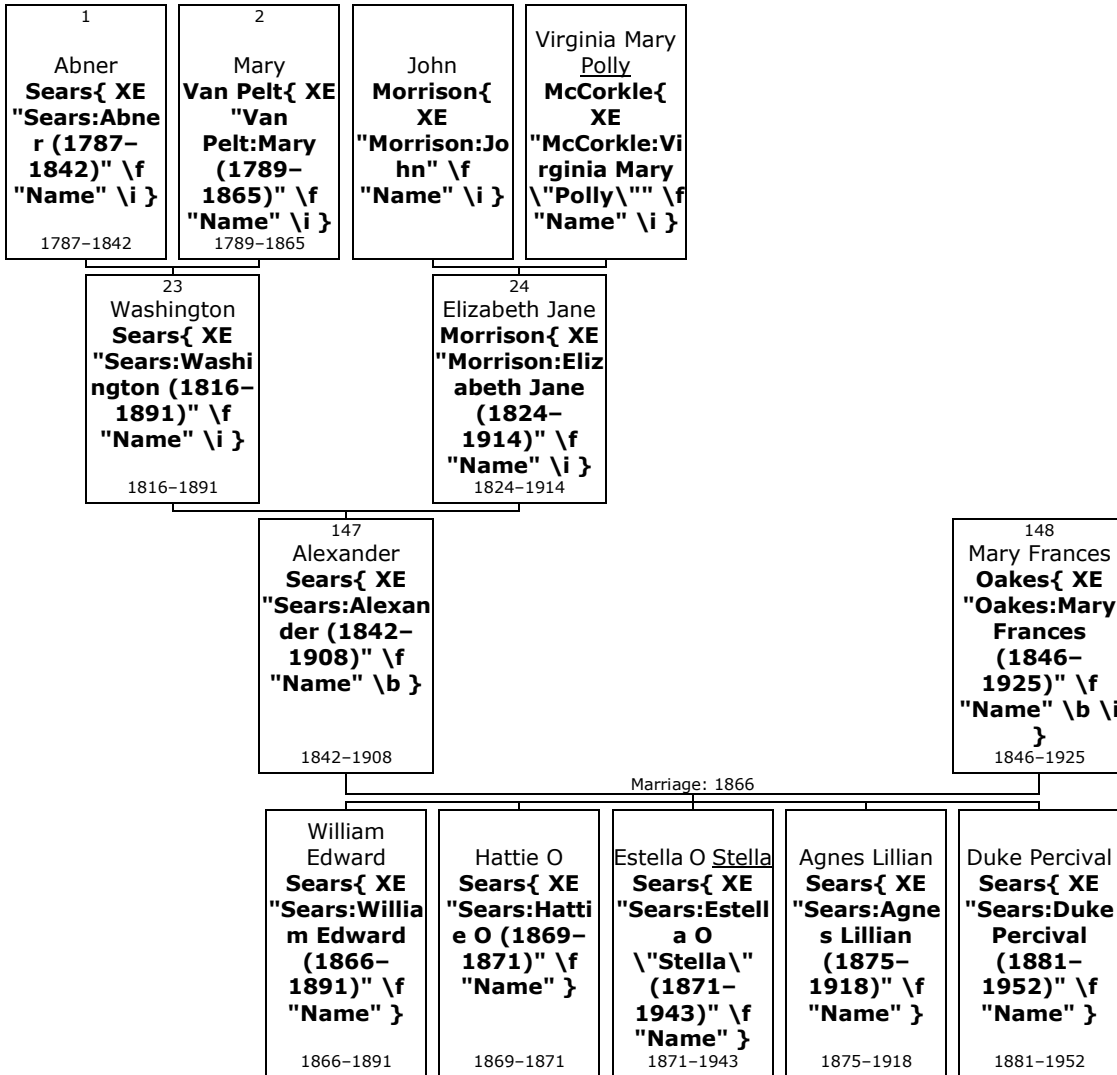 1
Abner
Sears{ XE
"Sears:Abne
r (1787–
1842)" \f
"Name" \i }
1787–1842
2
Mary
Van Pelt{ XE
"Van
Pelt:Mary
(1789–
1865)" \f
"Name" \i }
1789–1865
John
Morrison{
XE
"Morrison:Jo
hn" \f
"Name" \i }
Virginia Mary
Polly
McCorkle{
XE
"McCorkle:Vi
rginia Mary
\"Polly\"" \f
"Name" \i }
23
Washington
Sears{ XE
"Sears:Washi
ngton (1816–
1891)" \f
"Name" \i }
1816–1891
24
Elizabeth Jane
Morrison{ XE
"Morrison:Eliz
abeth Jane
(1824–
1914)" \f
"Name" \i }
1824–1914
147
Alexander
Sears{ XE
"Sears:Alexan
der (1842–
1908)" \f
"Name" \b }
1842–1908
148
Mary Frances
Oakes{ XE
"Oakes:Mary
Frances
(1846–
1925)" \f
"Name" \b \i
}
1846–1925
Marriage: 1866
William
Edward
Sears{ XE
"Sears:Willia
m Edward
(1866–
1891)" \f
"Name" }
1866–1891
Hattie O
Sears{ XE
"Sears:Hatti
e O (1869–
1871)" \f
"Name" }
1869–1871
Estella O Stella
Sears{ XE
"Sears:Estell
a O
\"Stella\"
(1871–
1943)" \f
"Name" }
1871–1943
Agnes Lillian
Sears{ XE
"Sears:Agne
s Lillian
(1875–
1918)" \f
"Name" }
1875–1918
Duke Percival
Sears{ XE
"Sears:Duke
Percival
(1881–
1952)" \f
"Name" }
1881–1952